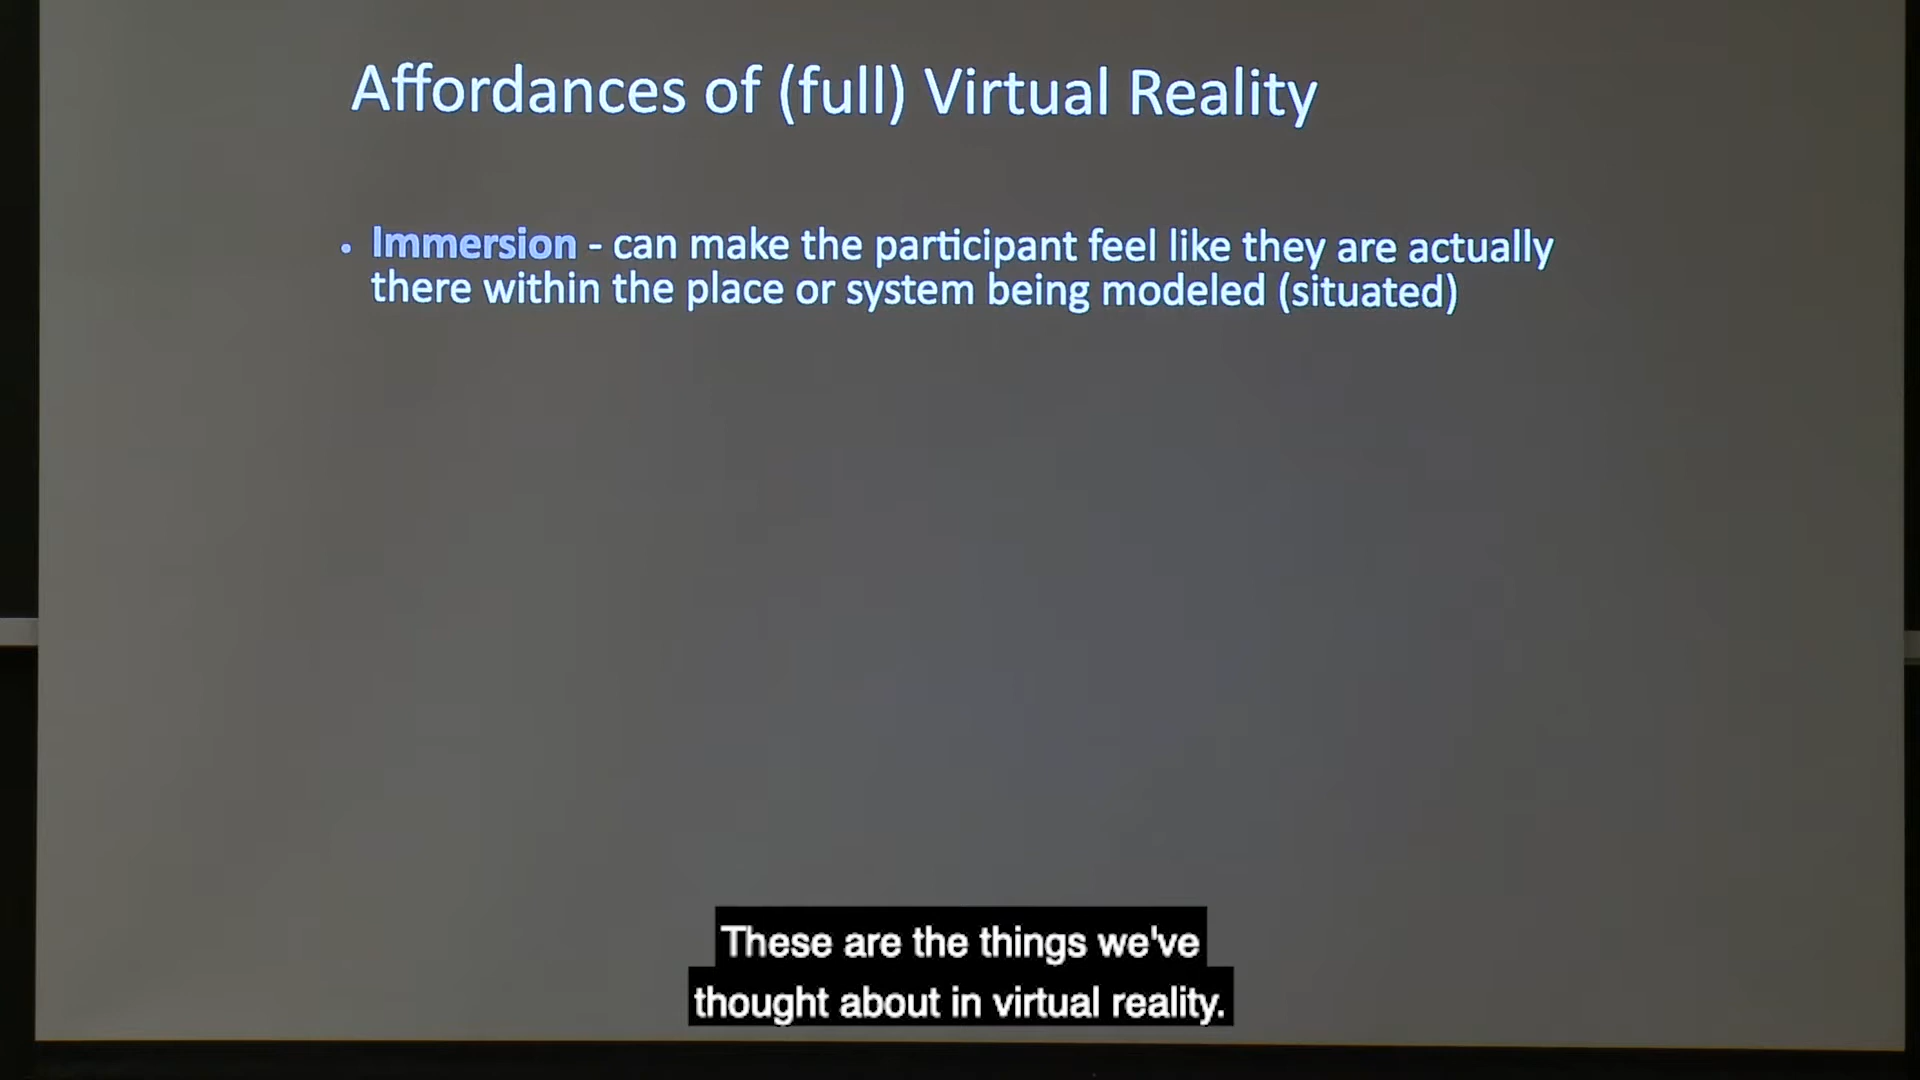 Affordances of (full) Virtual Reality
• Immersion - can make the participant feel like they are actually
there within the place or system being modeled (situated)
These are the things we've
thought about in virtual reality.